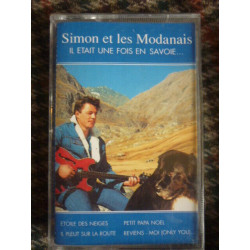 Simon et les Modanais
IL ETAIT UNE FOIS EN SAVOIE...
ETOILE DES NEIGES
PETIT PAPA NOEL
IL PLEUT SUR LA ROUTE
REVIENS - MOI (ONLY YOU)...